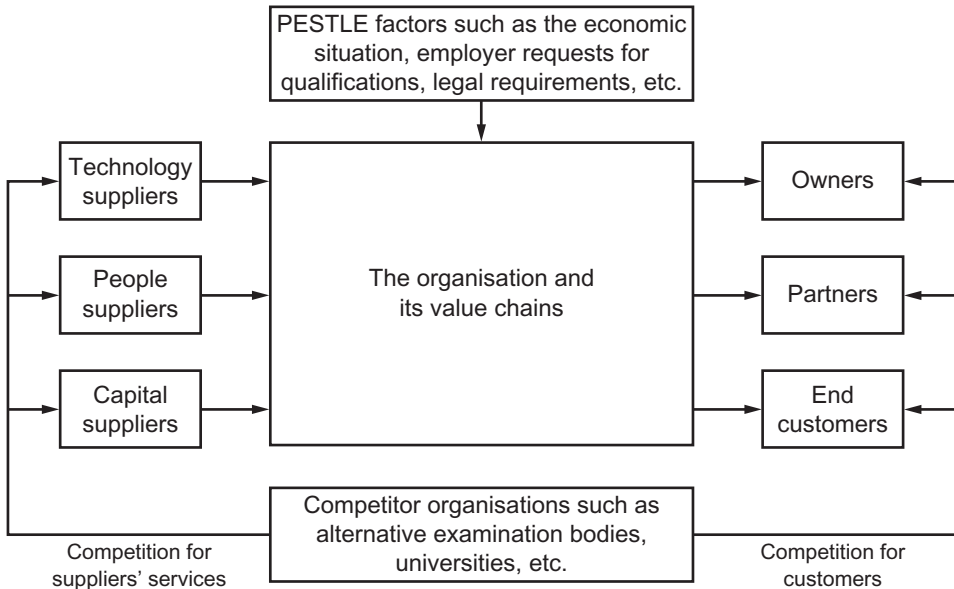 PESTLE factors such as the economic
situation, employer requests for
qualifications, legal requirements, etc.
Technology
suppliers
Owners
People
suppliers
The organisation and
its value chains
Partners
Capital
suppliers
End
customers
Competitor organisations such as
alternative examination bodies,
universities, etc.
Competition for
suppliers’ services
Competition for
customers